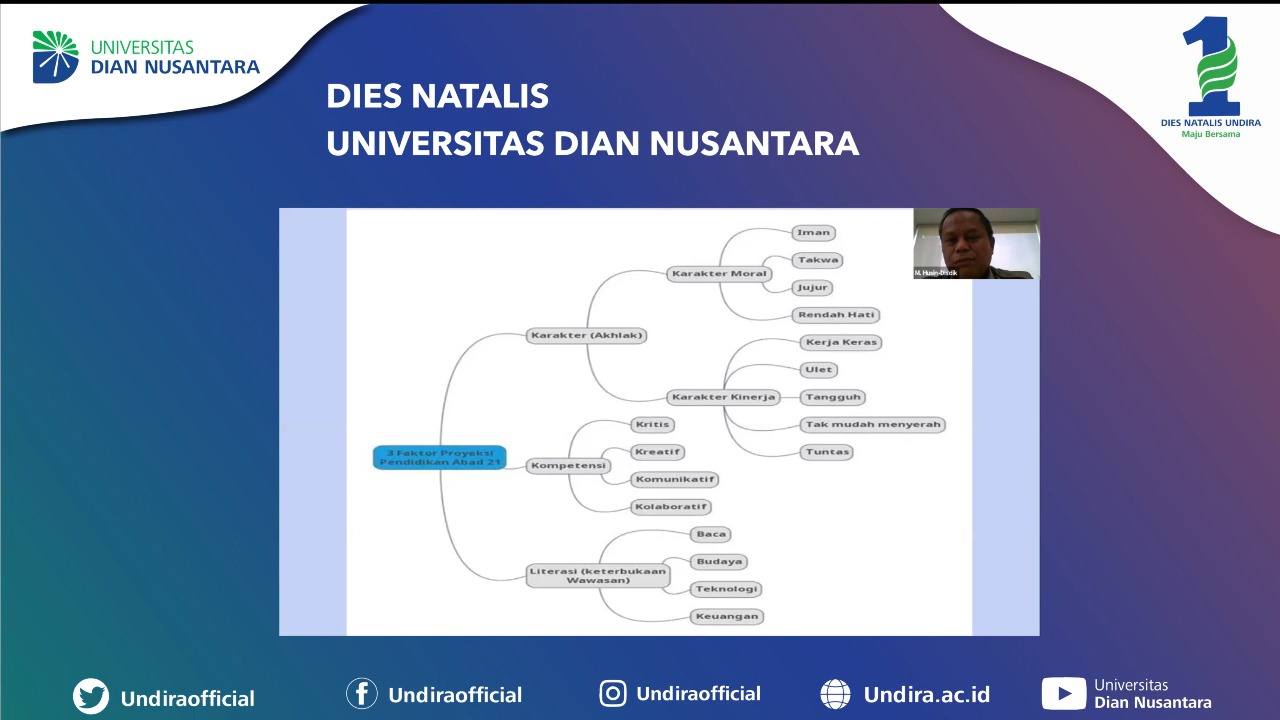 UNIVERSITAS
DIAN NUSANTARA
DIES NATALIS
UNIVERSITAS DIAN NUSANTARA
1
DIES NATALIS UNDIRA
Maju Bersama
M. Husin-Disdik
3 Faktor Proyeksi
Pendidikan Abad 21
Karakter (Akhlak)
Karakter Moral
Iman
Takwa
Jujur
Rendah Hati
Karakter Kinerja
Kerja Keras
Ulet
Tangguh
Tak mudah menyerah
Tuntas
Kompetensi
Kritis
Kreatif
Komunikatif
Kolaboratif
Literasi (keterbukaan
Wawasan)
Baca
Budaya
Teknologi
Keuangan
Undiraofficial
Undiraofficial
Undiraofficial
Undira.ac.id
Universitas
Dian Nusantara